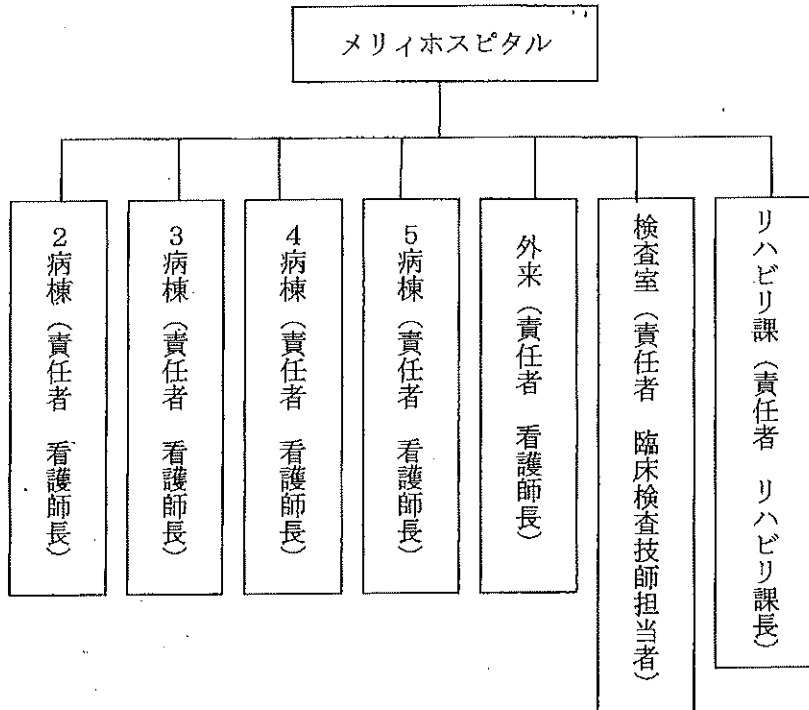 メリィホスピタル
2病棟（責任者　看護師長）
3病棟（責任者　看護師長）
4病棟（責任者　看護師長）
5病棟（責任者　看護師長）
外来（責任者　看護師長）
検査室（責任者　臨床検査技師担当者）
リハビリ課（責任者　リハビリ課長）